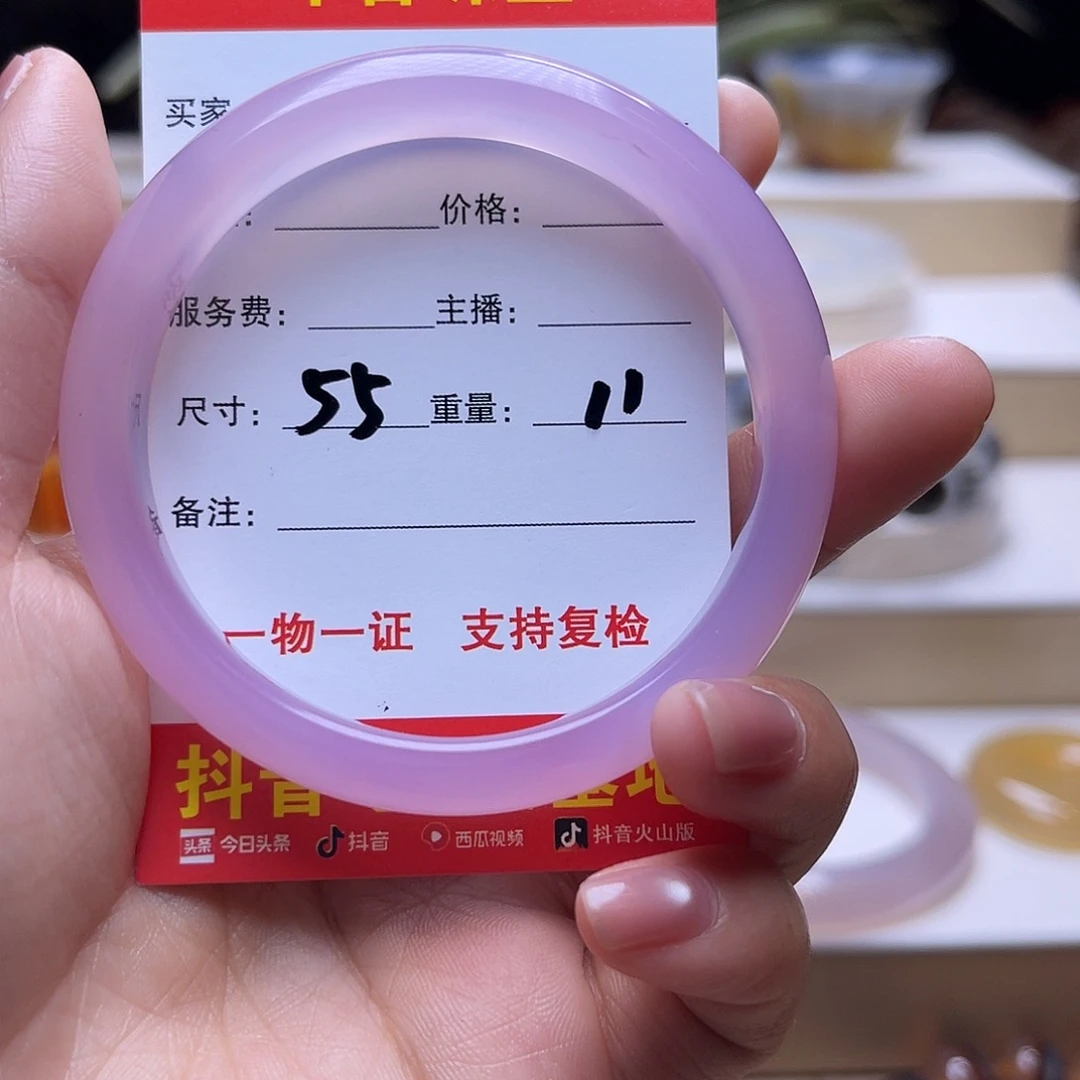 买家
价格：
服务费： 主播：
尺寸： 55 重量： 11
备注：
一物一证 支持复检
抖音 基地
头条 今日头条 抖音 西瓜视频 抖音火山版